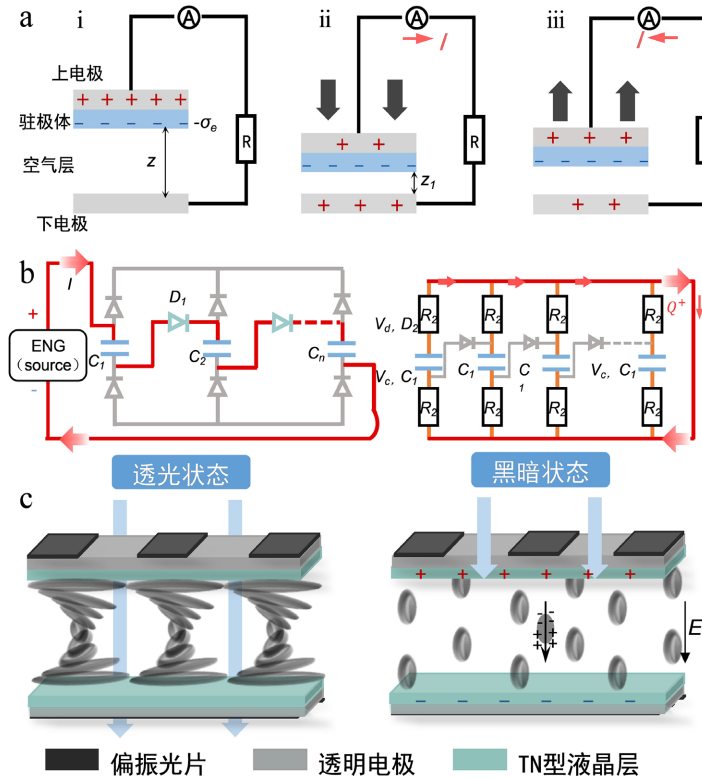 a
i
ii
iii
A
I
A
I
A
上电极
+ + + + +
驻极体
- - - - -
-σe
空气层
z
R
下电极
+ +
- - - - -
z1
R
+ + +
+ + +
- - - - -
+ +
b
I
+
ENG
(source)
-
C1
D1
C2
Cn
R2 R2 R2 R2
Q+
Vd, D2
Vc, C1
C1
C1
Vc, C1
R2 R2 R2 R2
透光状态
黑暗状态
c
+ + + + + +
E
- - - - - -
偏振光片
透明电极
TN型液晶层